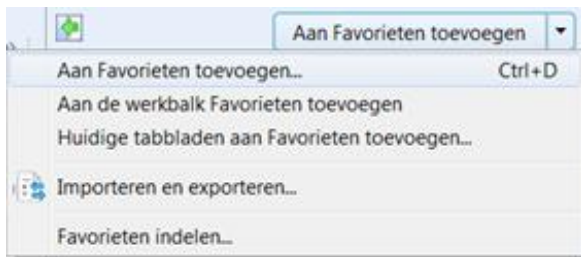 Aan Favorieten toevoegen
Aan Favorieten toevoegen... Ctrl+D
Aan de werkbalk Favorieten toevoegen
Huidige tabbladen aan Favorieten toevoegen...
Importeren en exporteren...
Favorieten indelen...